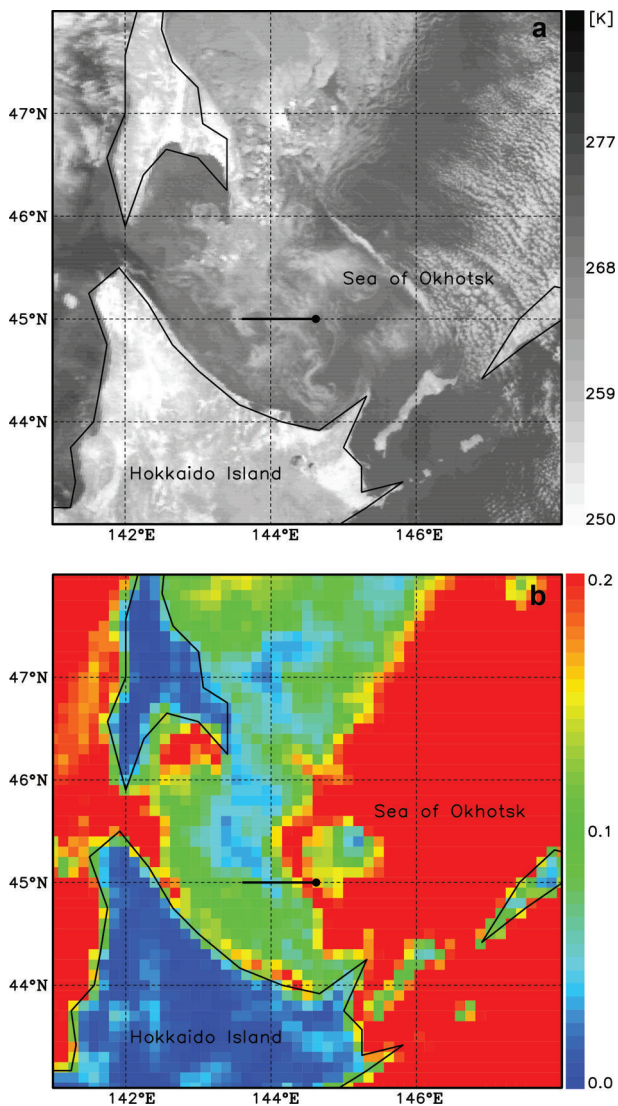 a
[K]
47°N
277
46°N
Sea of Okhotsk
268
45°N
259
44°N
Hokkaido Island
250
142°E
144°E
146°E
b
0.2
47°N
46°N
Sea of Okhotsk
0.1
45°N
44°N
Hokkaido Island
0.0
142°E
144°E
146°E